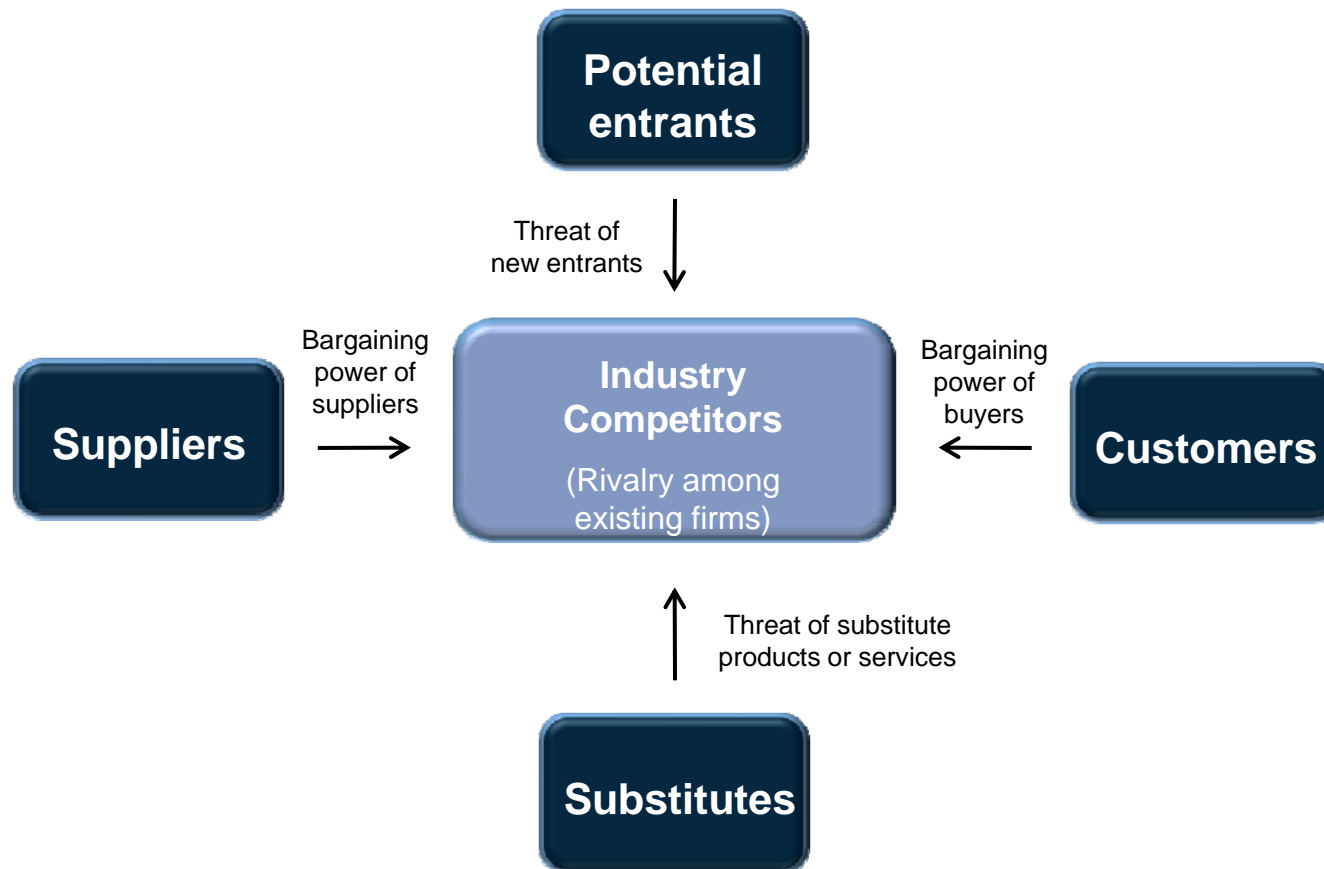 Potential
entrants
Threat of
new entrants
Bargaining
power of
suppliers
Suppliers
Industry
Competitors
(Rivalry among
existing firms)
Bargaining
power of
buyers
Customers
Threat of substitute
products or services
Substitutes